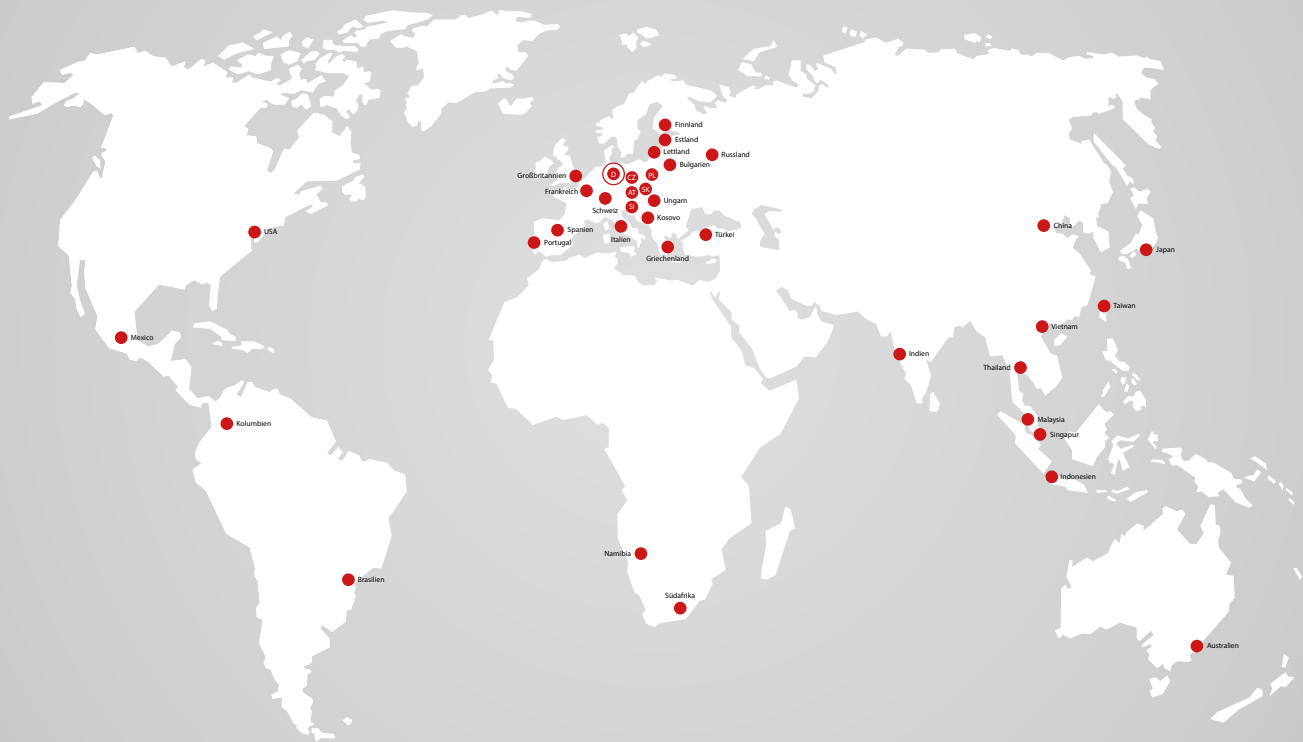 Finnland
Estland
Lettland
Russland
Bulgarien
Großbritannien
D
CZ
PL
Frankreich
AT
SK
Schweiz
Ungarn
SI
Kosovo
USA
Spanien
Italien
Türkei
Portugal
Griechenland
China
Japan
Taiwan
Mexico
Vietnam
Indien
Thailand
Kolumbien
Malaysia
Singapur
Indonesien
Namibia
Brasilien
Südafrika
Australien